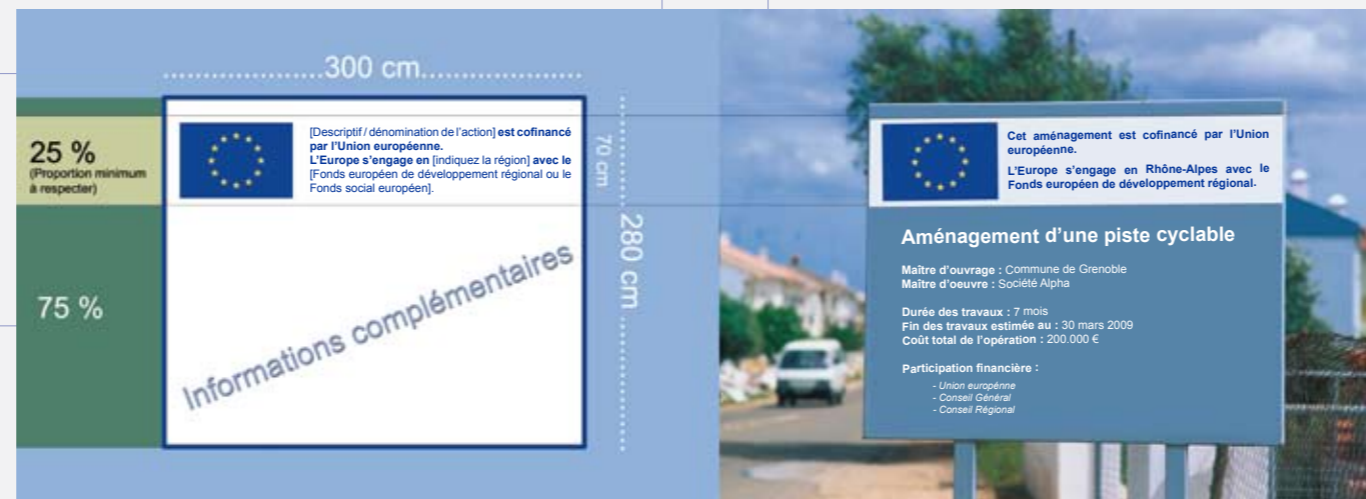 300 cm
25 %
(Proportion minimum
à respecter)
75 %
[Descriptif / dénomination de l'action] est cofinancé
par l'Union européenne.
L'Europe s'engage en [indiquez la région] avec le
[Fonds européen de développement régional ou le
Fonds social européen].
70 cm
280 cm
Informations complémentaires
Cet aménagement est cofinancé par l'Union
européenne.
L'Europe s'engage en Rhône-Alpes avec le
Fonds européen de développement régional.
Aménagement d'une piste cyclable
Maître d'ouvrage : Commune de Grenoble
Maître d'oeuvre : Société Alpha
Durée des travaux : 7 mois
Fin des travaux estimée au : 30 mars 2009
Coût total de l'opération : 200.000 €
Participation financière :
- Union europénne
- Conseil Général
- Conseil Régional